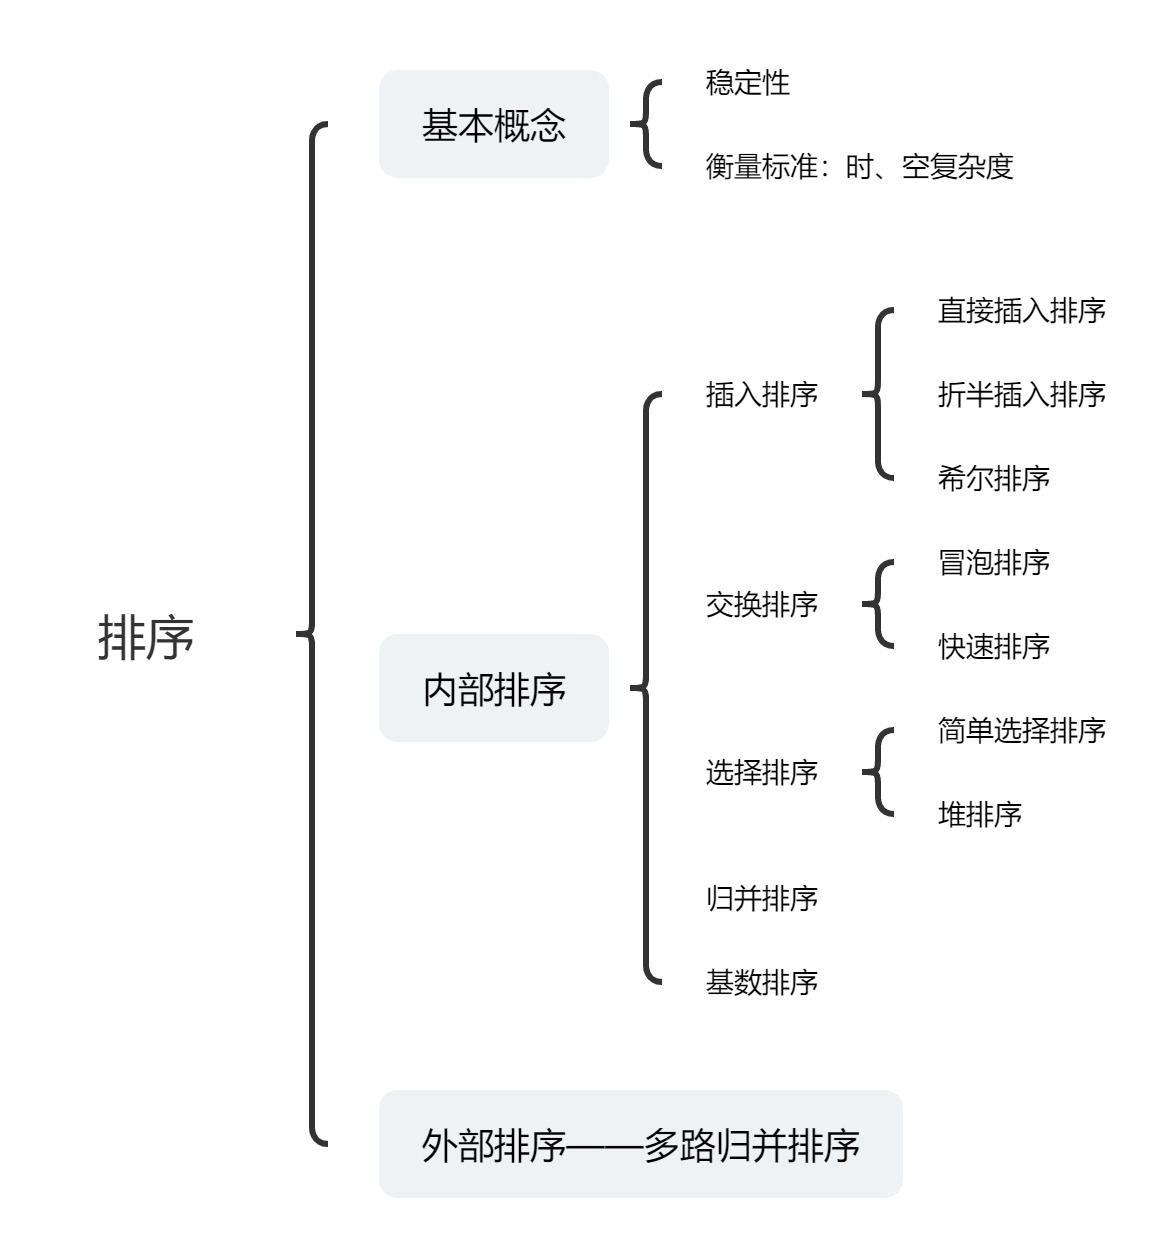 排序
基本概念
稳定性
衡量标准：时、空复杂度
内部排序
插入排序
直接插入排序
折半插入排序
希尔排序
交换排序
冒泡排序
快速排序
选择排序
简单选择排序
堆排序
归并排序
基数排序
外部排序——多路归并排序